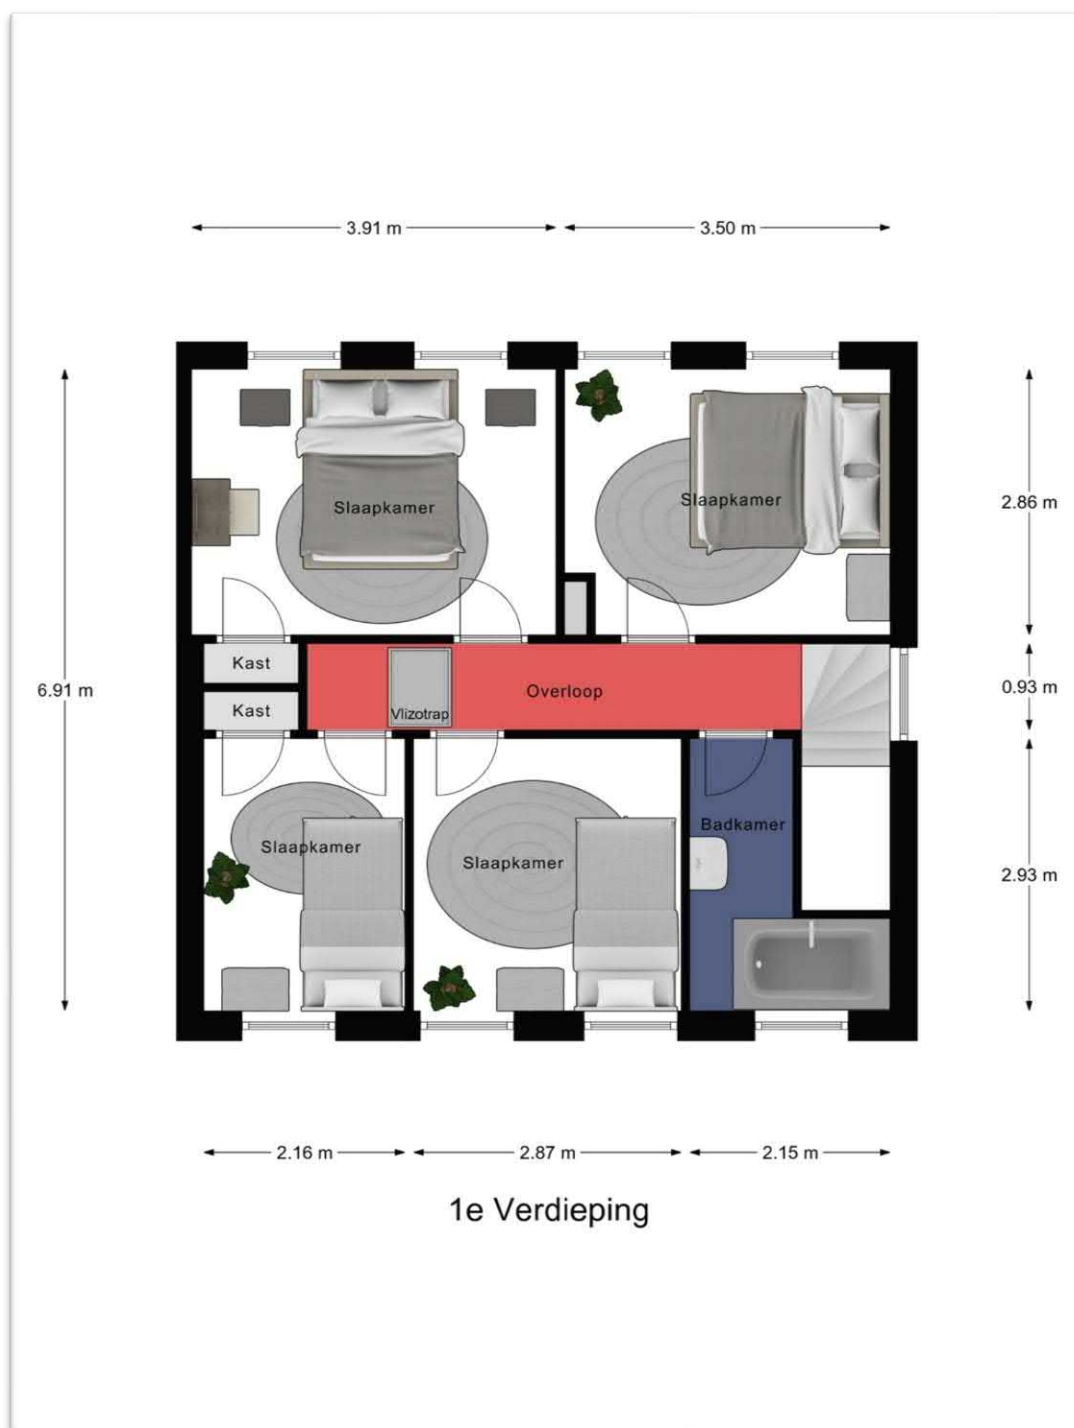 3.91 m
3.50 m
Slaapkamer
Slaapkamer
2.86 m
Kast
6.91 m
Overloop
0.93 m
Kast
Vlizotrap
Badkamer
Slaapkamer
Slaapkamer
2.93 m
2.16 m
2.87 m
2.15 m
1e Verdieping